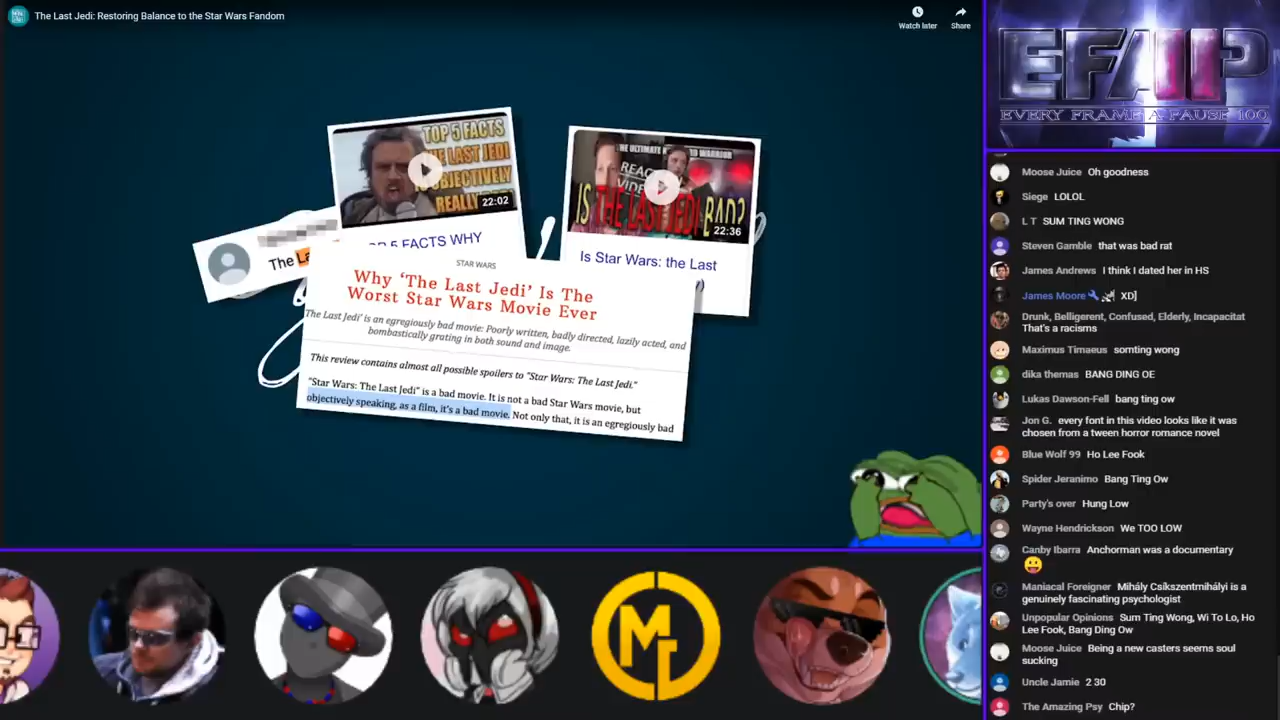 The Last Jedi: Restoring Balance to the Star Wars Fandom
Watch later
Share
TOP 5 FACTS
THE LAST JEDI
OBJECTIVELY
REALLY
22:02
5 FACTS WHY
The
THE ULTIMATE
WARRIOR
VIDEO
IS THE LAST JEDI BAD?
22:36
Is Star Wars: the Last
STAR WARS
Why ‘The Last Jedi’ Is The
Worst Star Wars Movie Ever
The Last Jedi’ is an egregiously bad movie: Poorly written, badly directed, lazily acted, and
bombastically grating in both sound and image.
This review contains almost all possible spoilers to "Star Wars: The Last Jedi."
"Star Wars: The Last Jedi" is a bad movie. It is not a bad Star Wars movie, but
objectively speaking, as a film, it's a bad movie. Not only that, it is an egregiously bad
EFAP
EVERY FRAME A PAUSE 100
Moose Juice Oh goodness
Siege LOLOL
L T SUM TING WONG
Steven Gamble that was bad rat
James Andrews I think I dated her in HS
James Moore XD]
Drunk, Belligerent, Confused, Elderly, Incapacitat
That's a racisms
Maximus Timaeus somting wong
dika themas BANG DING OE
Lukas Dawson-Fell bang ting ow
Jon G. every font in this video looks like it was
chosen from a tween horror romance novel
Blue Wolf 99 Ho Lee Fook
Spider Jeranimo Bang Ting Ow
Party's over Hung Low
Wayne Hendrickson We TOO LOW
Canby Ibarra Anchorman was a documentary
😛
Maniacal Foreigner Mihály Csíkszentmihályi is a
genuinely fascinating psychologist
Unpopular Opinions Sum Ting Wong, Wi To Lo, Ho
Lee Fook, Bang Ding Ow
Moose Juice Being a new casters seems soul
sucking
Uncle Jamie 2 30
The Amazing Psy Chip?